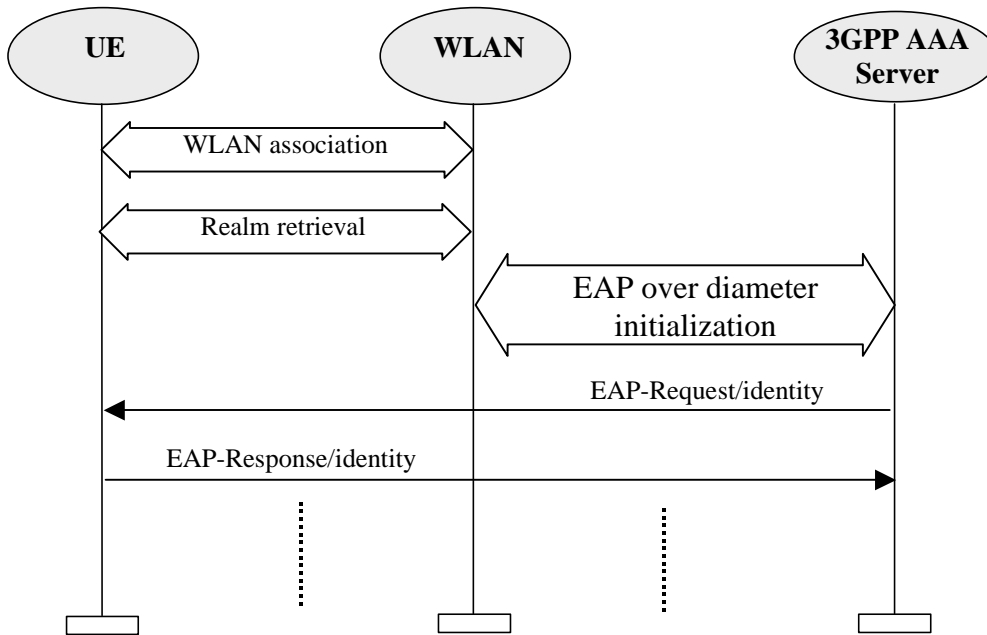 UE
WLAN
3GPP AAA
Server
WLAN association
Realm retrieval
EAP over diameter
initialization
EAP-Request/identity
EAP-Response/identity